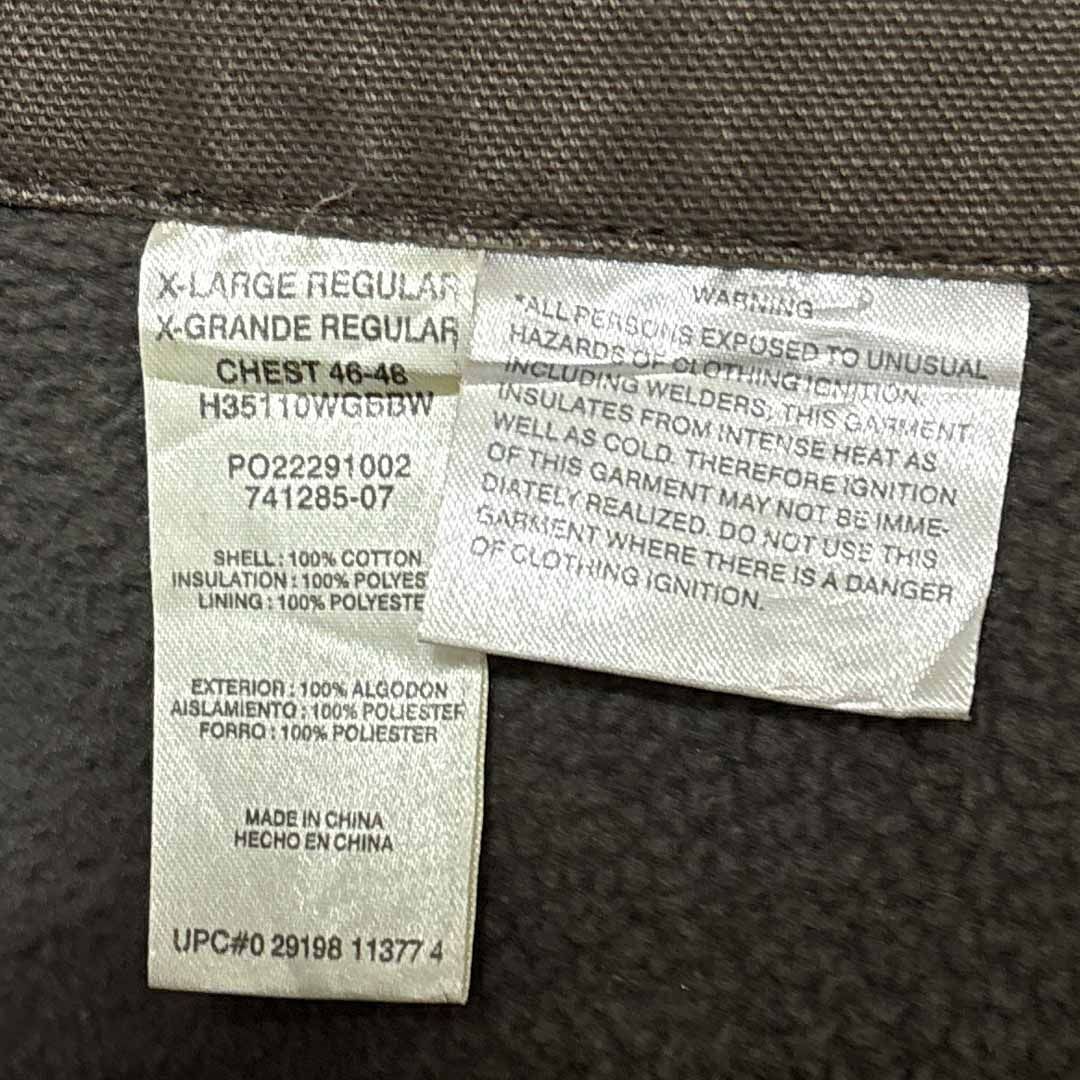 X-LARGE REGULAR
X-GRANDE REGULAR
CHEST 46-48
H35110WGBBW
PO22291002
741285-07
SHELL : 100% COTTON
INSULATION : 100% POLYES
LINING : 100% POLYESTE
EXTERIOR : 100% ALGODON
AISLAMIENTO : 100% POLIESTER
FORRO : 100% POLIESTER
MADE IN CHINA
HECHO EN CHINA
UPC#0 29198 11377 4
WARNING
*ALL PERSONS EXPOSED TO UNUSUAL
HAZARDS OF CLOTHING IGNITION,
INCLUDING WELDERS; THIS GARMENT
INSULATES FROM INTENSE HEAT AS
WELL AS COLD. THEREFORE IGNITION
OF THIS GARMENT MAY NOT BE IMME-
DIATELY REALIZED. DO NOT USE THIS
GARMENT WHERE THERE IS A DANGER
OF CLOTHING IGNITION.